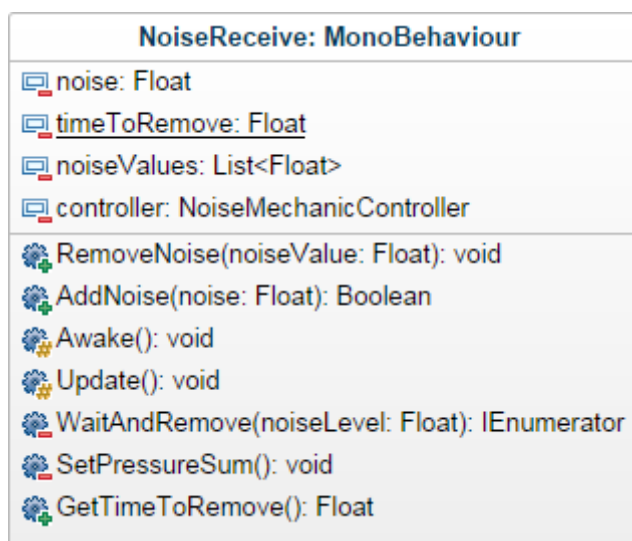 NoiseReceive: MonoBehaviour
noise: Float
timeToRemove: Float
noiseValues: List<Float>
controller: NoiseMechanicController
RemoveNoise(noiseValue: Float): void
AddNoise(noise: Float): Boolean
Awake(): void
Update(): void
WaitAndRemove(noiseLevel: Float): IEnumerator
SetPressureSum(): void
GetTimeToRemove(): Float